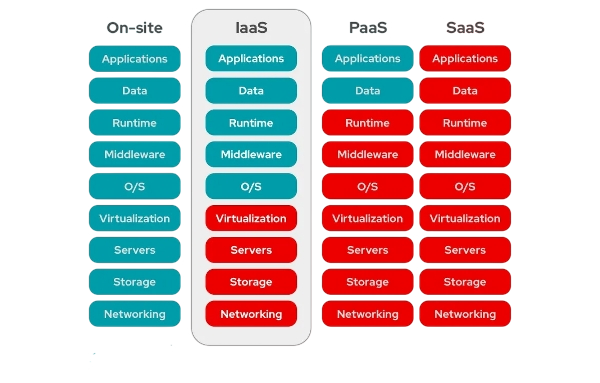 On-site IaaS PaaS SaaS
Applications Applications Applications Applications
Data Data Data Data
Runtime Runtime Runtime Runtime
Middleware Middleware Middleware Middleware
O/S O/S O/S O/S
Virtualization Virtualization Virtualization Virtualization
Servers Servers Servers Servers
Storage Storage Storage Storage
Networking Networking Networking Networking